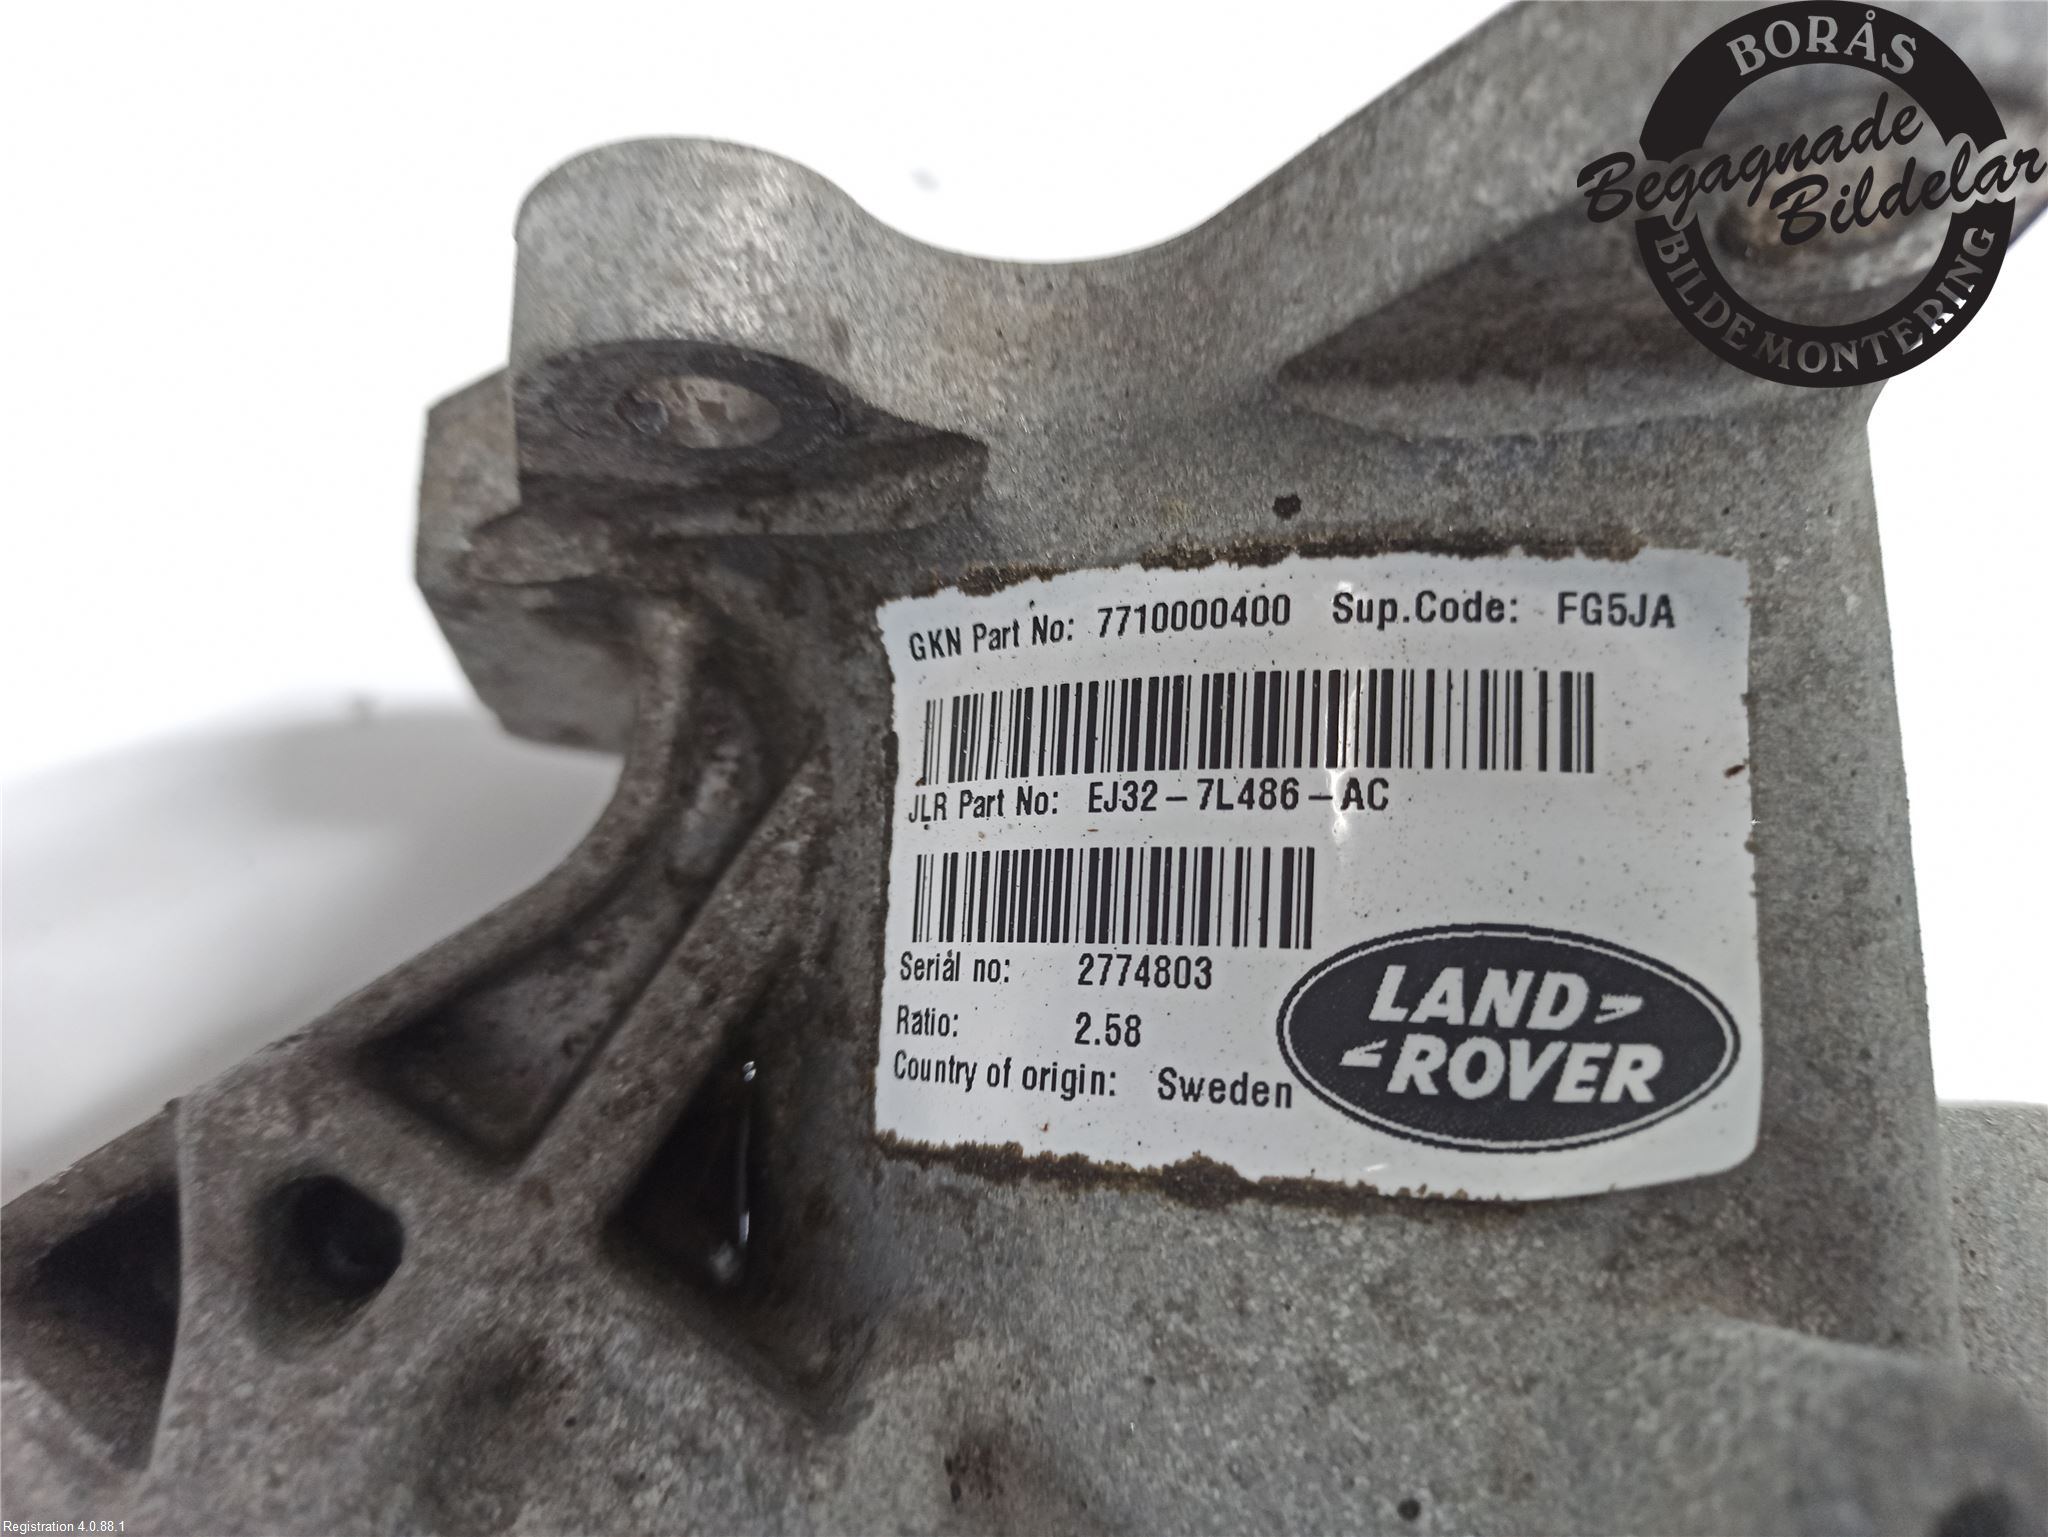 BORÅS
Begagnade
Bildelar
BILDEMONTERING
GKN Part No: 7710000400 Sup.Code: FG5JA
JLR Part No: EJ32-7L486-AC
Serial no: 2774803
Ratio: 2.58
Country of origin: Sweden
LAND
ROVER
Registration 4.0.88.1